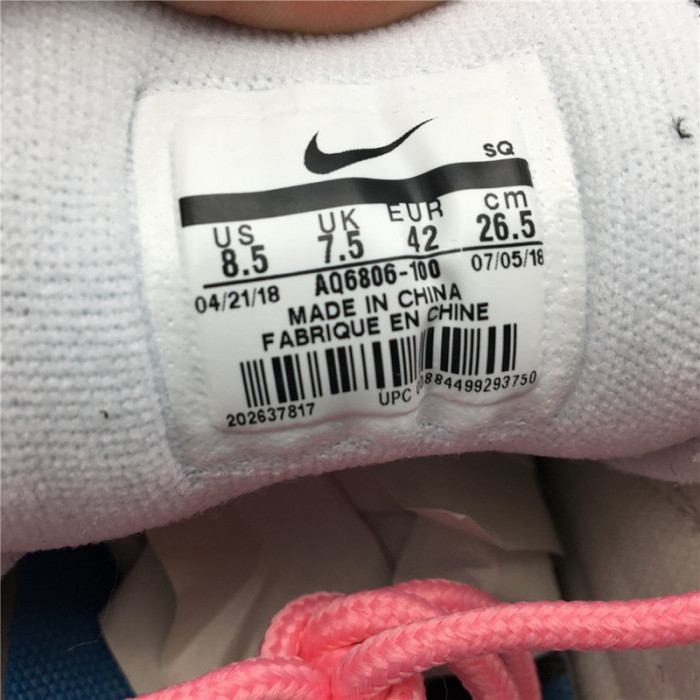 SQ
US UK EUR cm
8.5 7.5 42 26.5
04/21/18 AQ6806-100 07/05/18
MADE IN CHINA
FABRIQUE EN CHINE
202637817 UPC 00884499293750